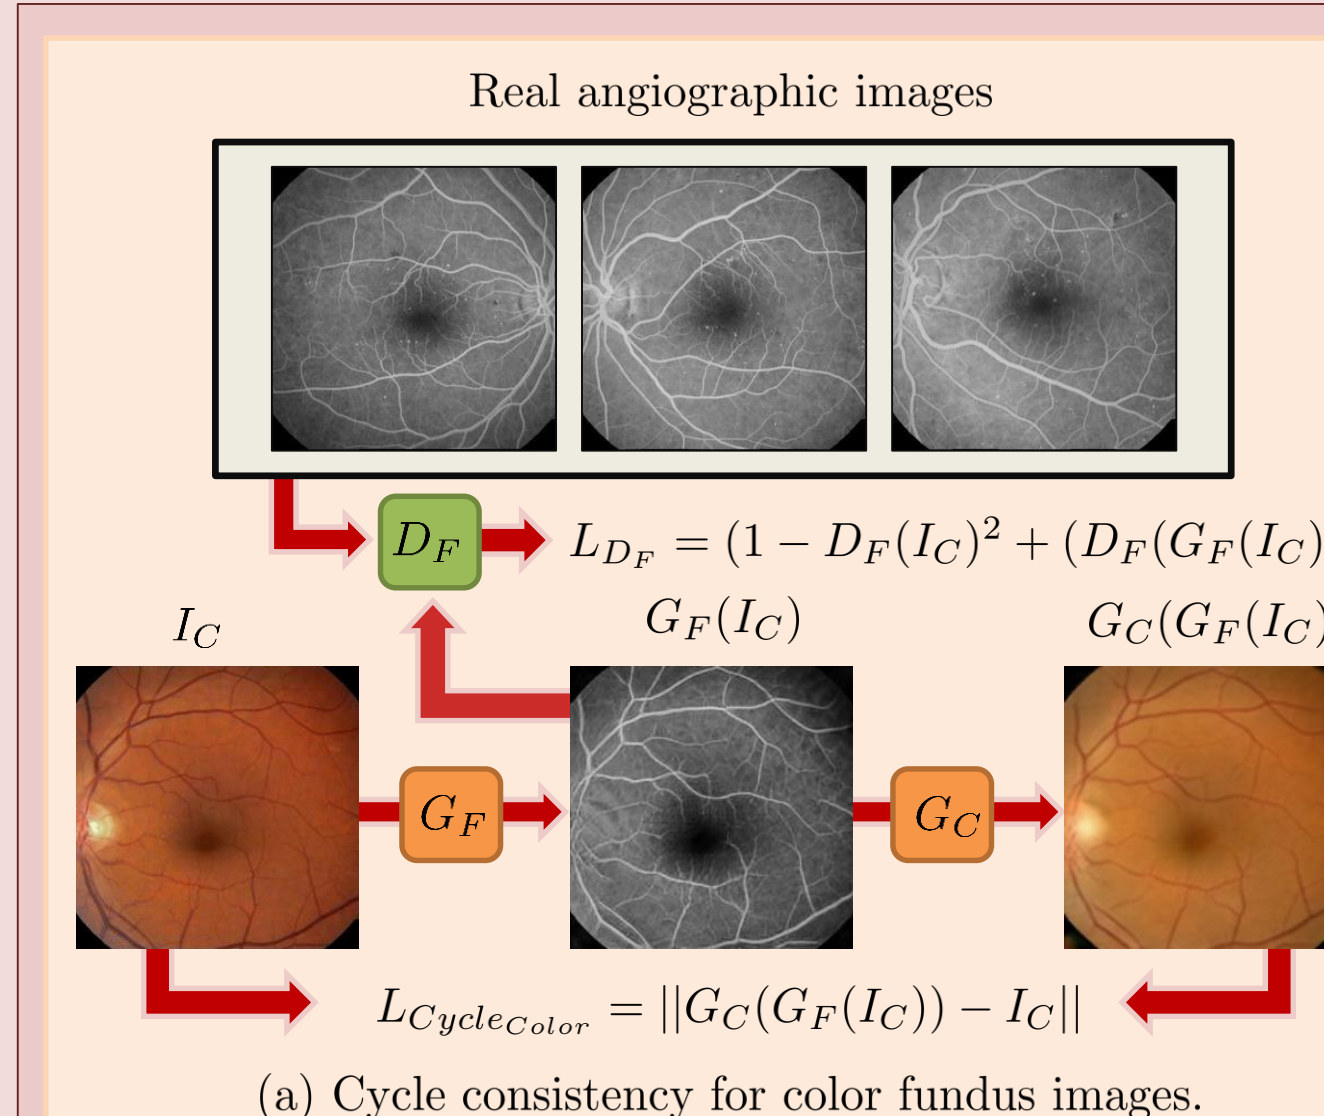 Real angiographic images
D_F
L_{D_F} = (1 − D_F(I_C)^2 + (D_F(G_F(I_C)
I_C
G_F(I_C)
G_C(G_F(I_C)
G_F
G_C
L_{Cycle_{Color}} = ||G_C(G_F(I_C)) − I_C||
(a) Cycle consistency for color fundus images.